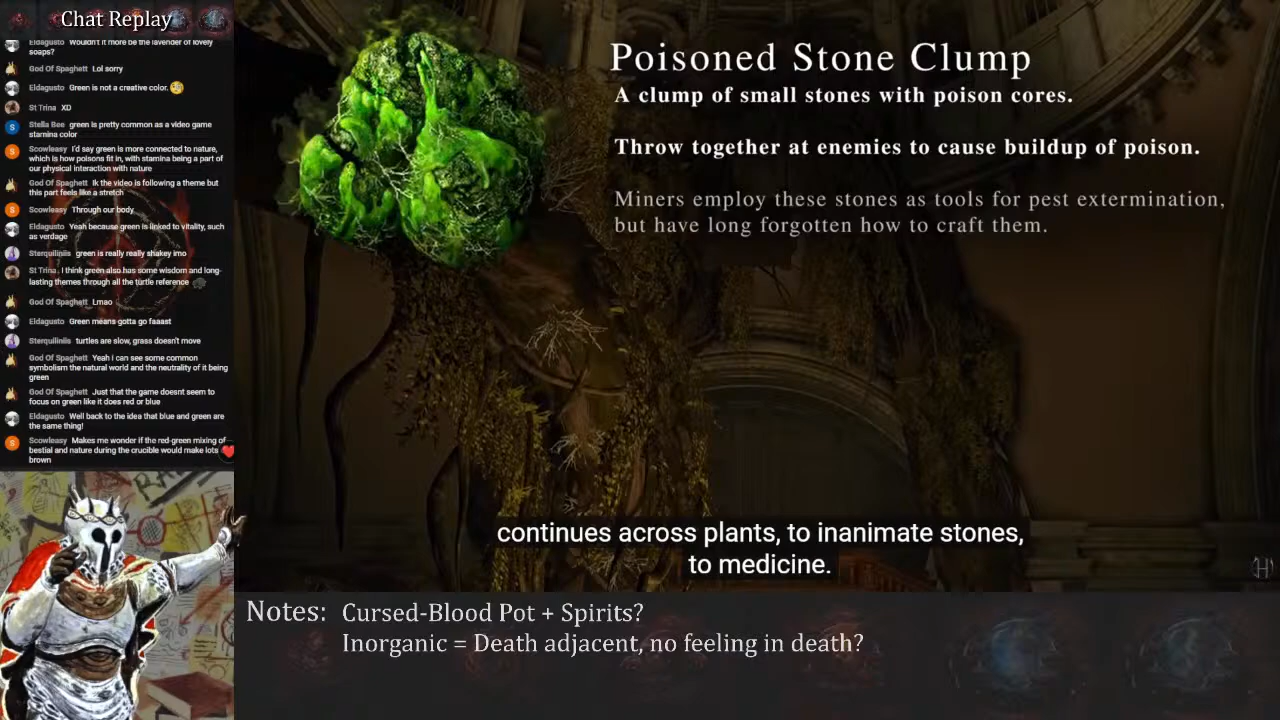 Chat Replay
Eldagusto Wouldn't it more be the lavender of lovely
soaps?
God Of Spaghett Lol sorry
Eldagusto Green is not a creative color.
St Trina XD
Stella Bee green is pretty common as a video game
stamina color
Scowleasy I'd say green is more connected to nature,
which is how poisons fit in, with stamina being a part of
our physical interaction with nature
God Of Spaghett Ik the video is following a theme but
this part feels like a stretch
Scowleasy Through our body.
Eldagusto Yeah because green is linked to vitality, such
as verdage
Sterquiliniis green is really really shakey imo
St Trina . I think green also has some wisdom and long-
lasting themes through all the turtle reference
God Of Spaghett Lmao
Eldagusto Green means gotta go faaast
Sterquiliniis turtles are slow, grass doesn't move
God Of Spaghett Yeah i can see some common
symbolism the natural world and the neutrality of it being
green
God Of Spaghett Just that the game doesnt seem to
focus on green like it does red or blue
Eldagusto Well back to the idea that blue and green are
the same thing!
Scowleasy Makes me wonder if the red-green mixing of
bestial and nature during the crucible would make lots
brown
Poisoned Stone Clump
A clump of small stones with poison cores.
Throw together at enemies to cause buildup of poison.
Miners employ these stones as tools for pest extermination,
but have long forgotten how to craft them.
continues across plants, to inanimate stones,
to medicine.
Notes: Cursed-Blood Pot + Spirits?
Inorganic = Death adjacent, no feeling in death?